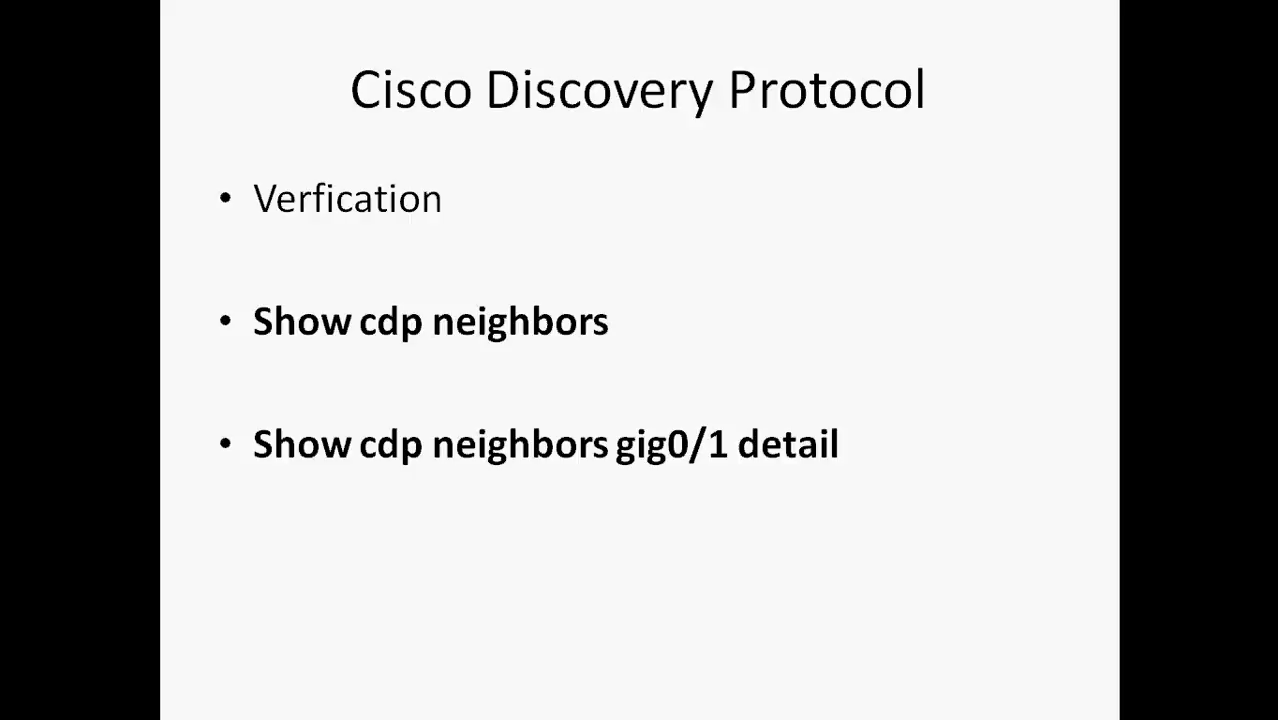 Cisco Discovery Protocol
• Verfication
• Show cdp neighbors
• Show cdp neighbors gig0/1 detail